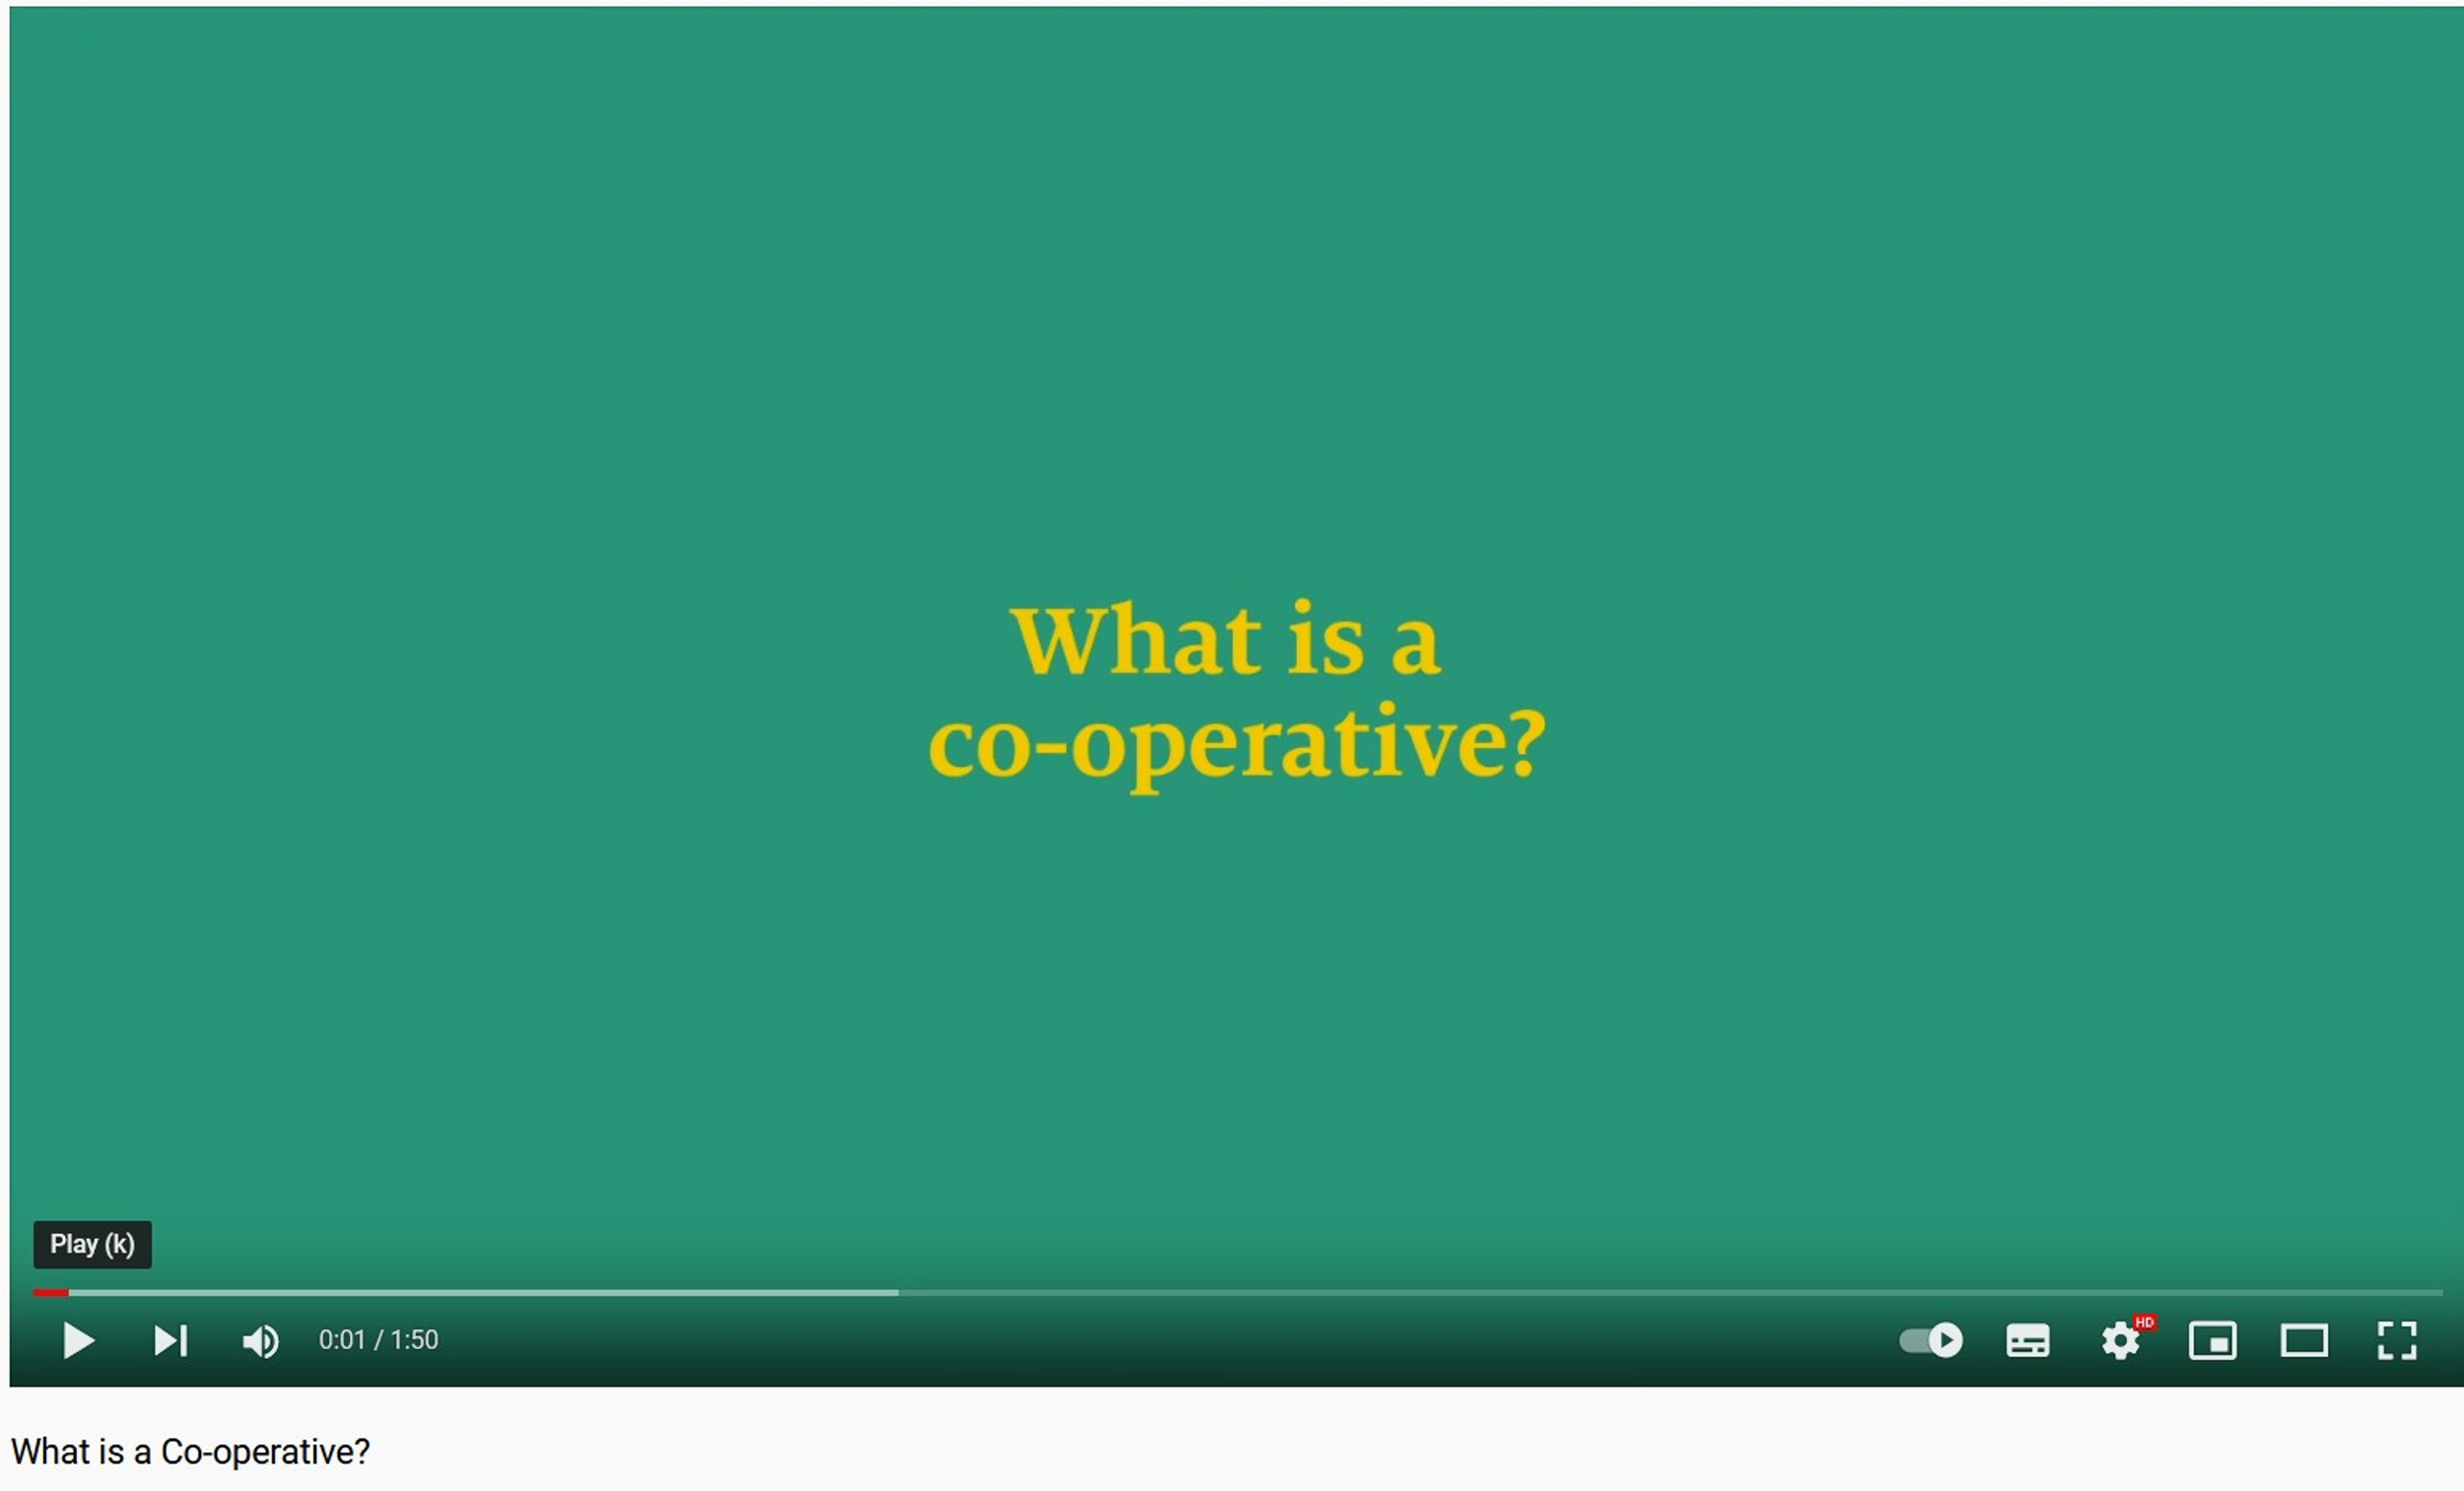 What is a
co-operative?
Play (k)
0:01 / 1:50
HD
What is a Co-operative?